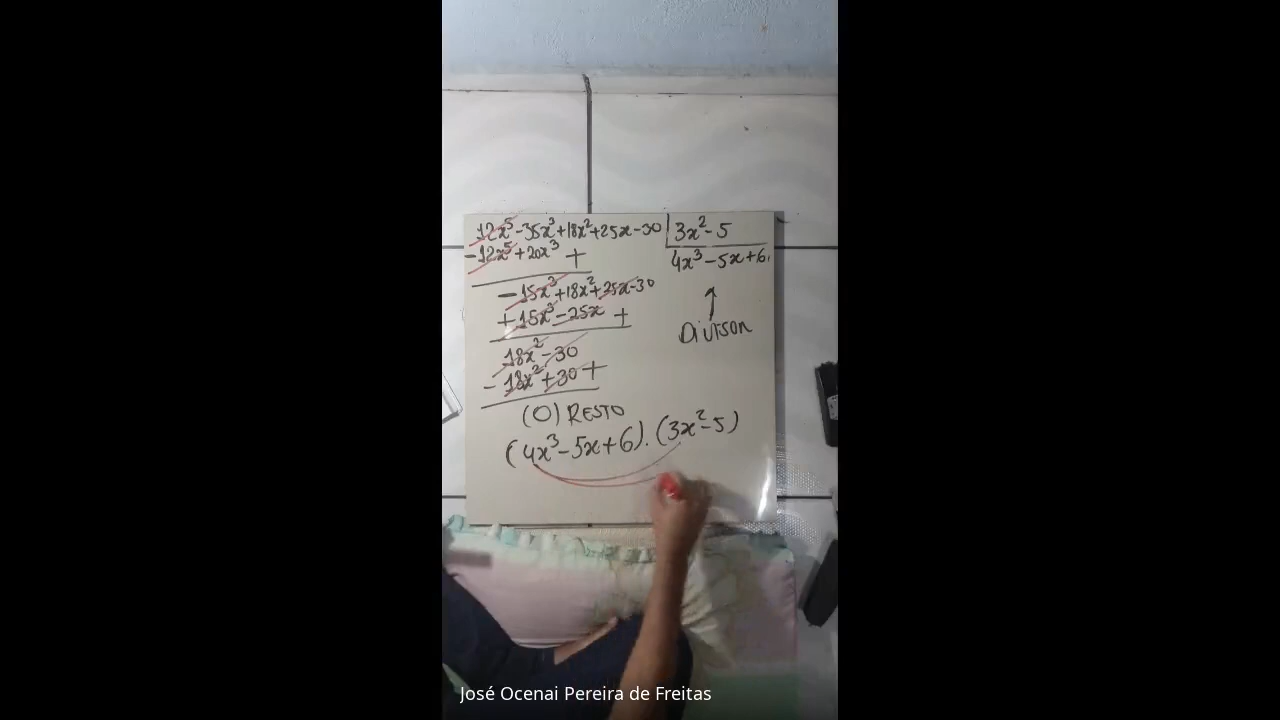 12x⁵-35x³+18x²+25x-30 | 3x²-5
-12x⁵+20x³ +
4x³-5x+6
-15x³+18x²+25x-30
+15x³-25x +
18x²-30
-18x²+30+
(0) RESTO
(4x³-5x+6).(3x²-5)
José Ocenai Pereira de Freitas